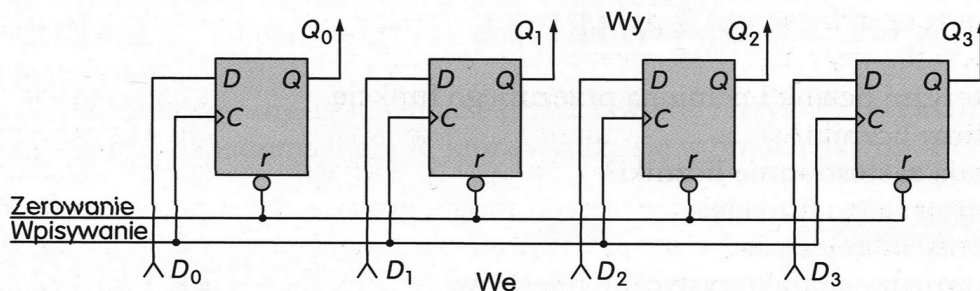 Wy
Q0 Q1 Q2 Q3
D Q D Q D Q D Q
C C C C
r r r r
Zerowanie
Wpisywanie
D0 D1 D2 D3
We